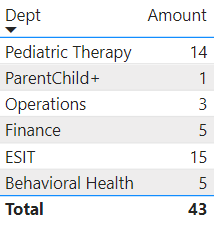 Dept Amount
Pediatric Therapy 14
ParentChild+ 1
Operations 3
Finance 5
ESIT 15
Behavioral Health 5
Total 43